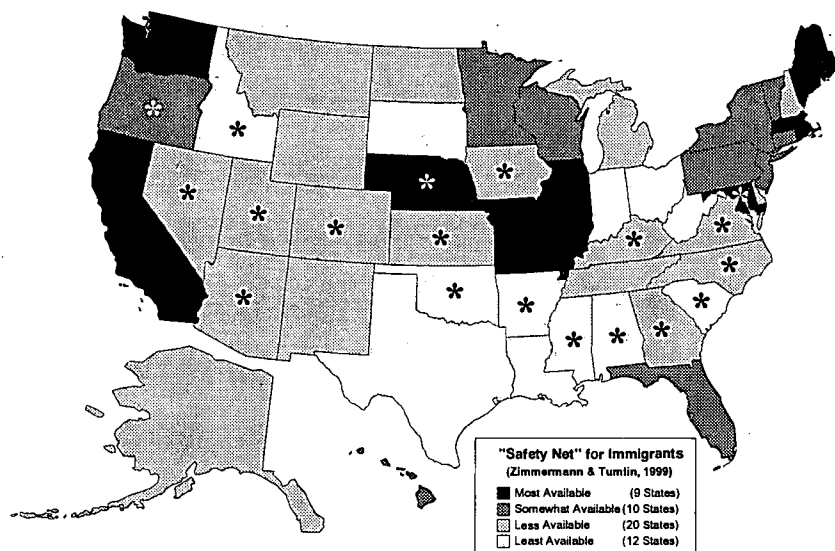 "Safety Net" for Immigrants
(Zimmermann & Tumlin, 1999)
Most Available (9 States)
Somewhat Available (10 States)
Less Available (20 States)
Least Available (12 States)